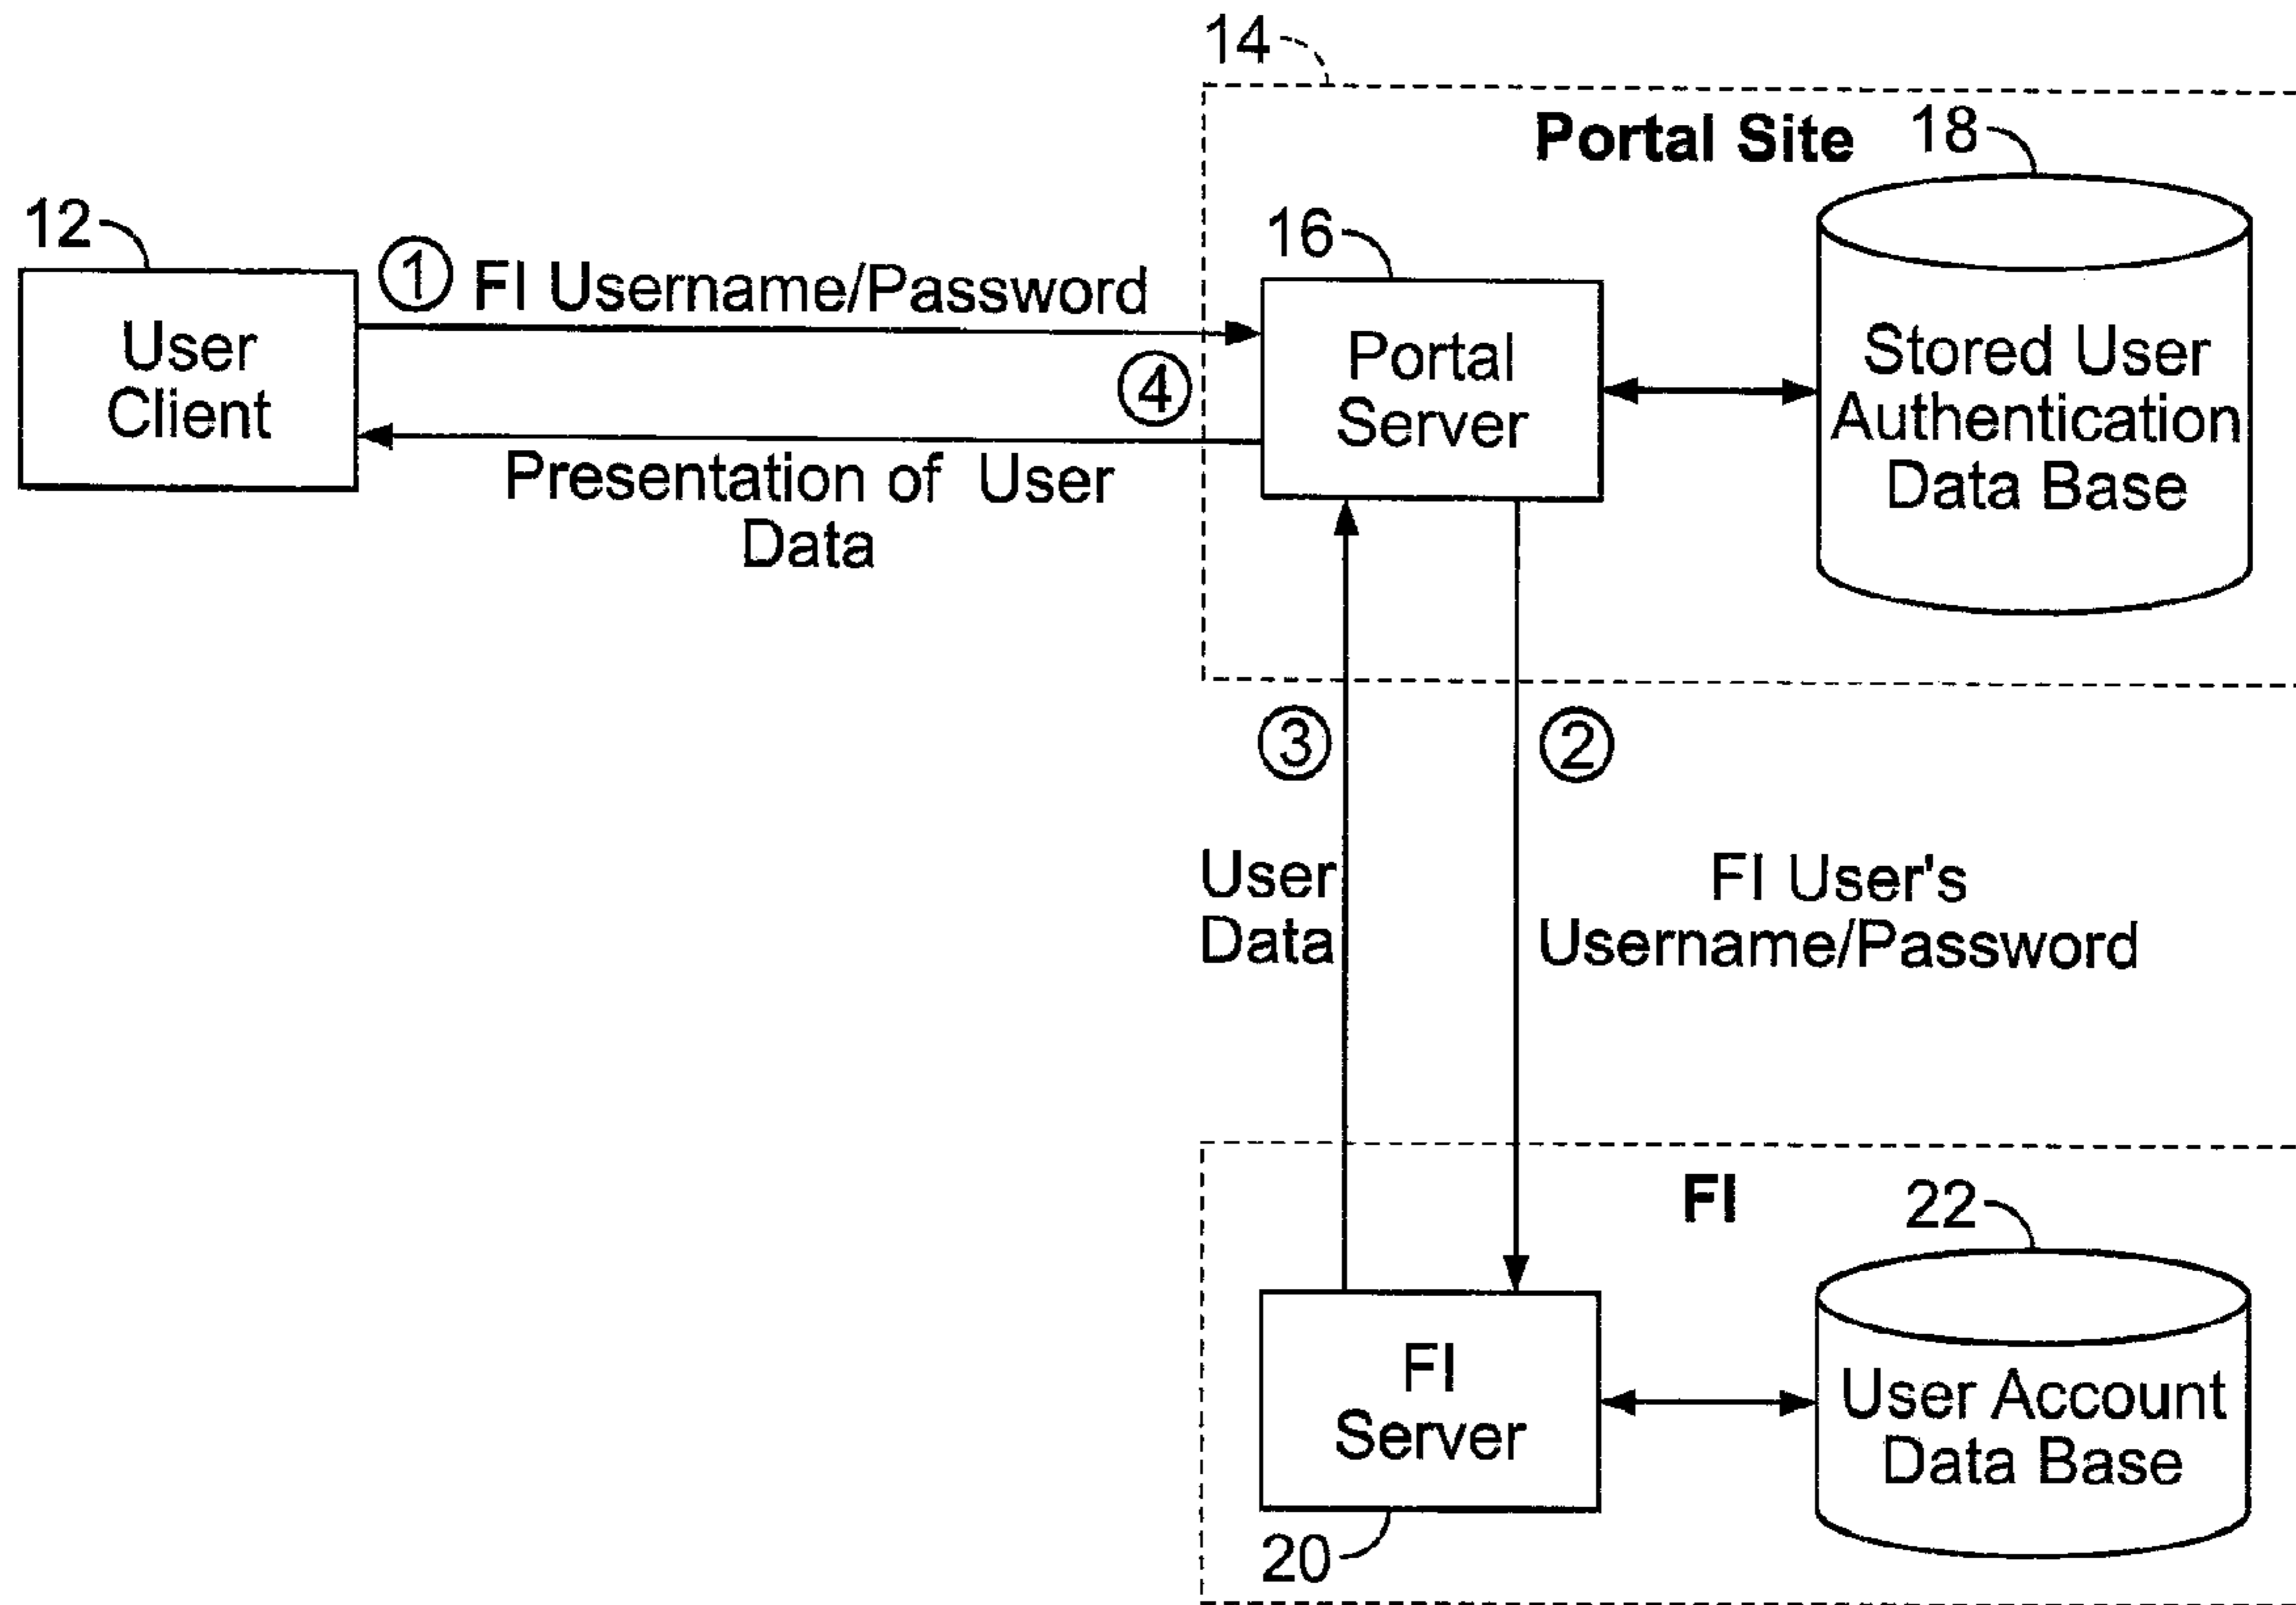 14
Portal Site
18
12
16
1
FI Username/Password
User
Client
4
Portal
Server
Stored User
Authentication
Data Base
Presentation of User
Data
3
2
User
Data
FI User's
Username/Password
FI
22
FI
Server
User Account
Data Base
20